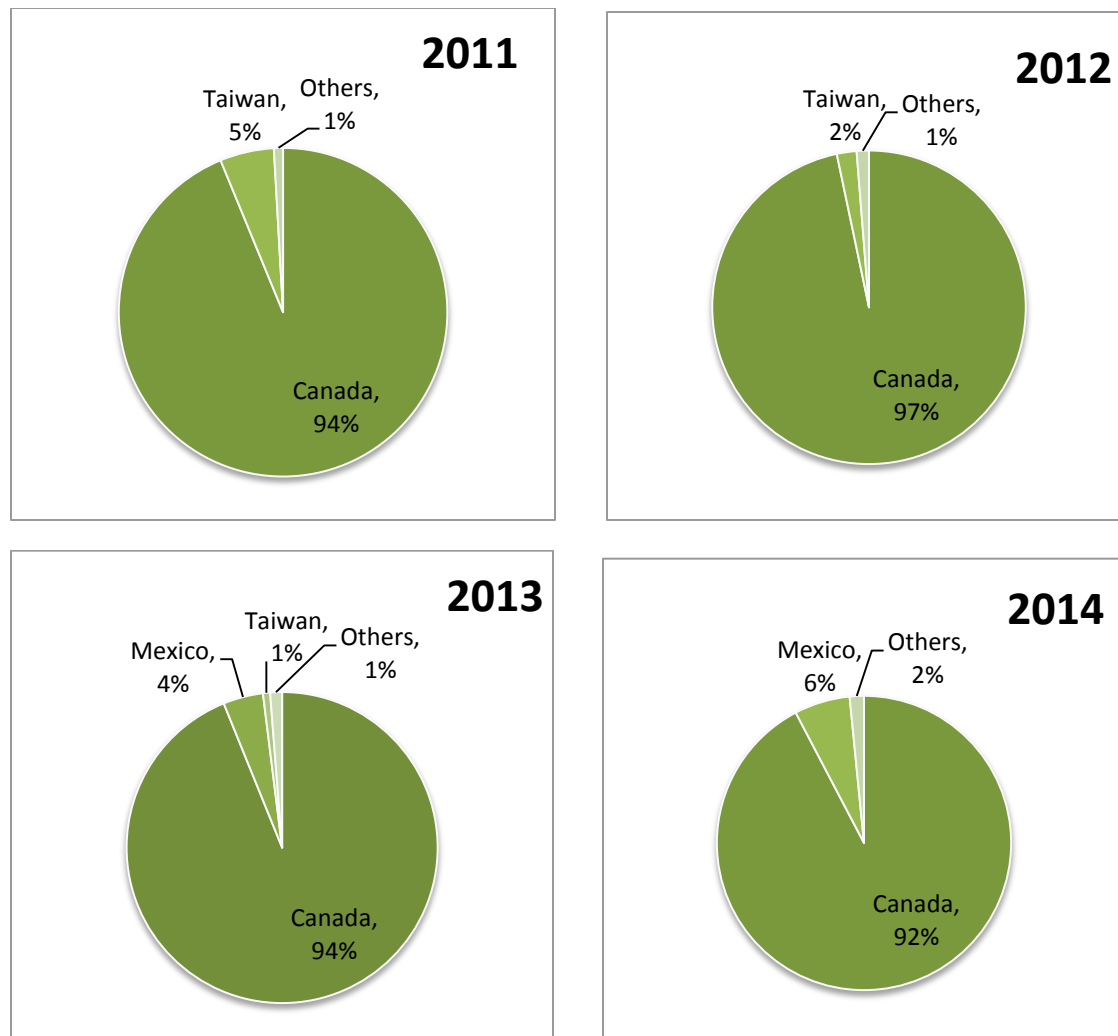 2011
Taiwan,
5%
Others,
1%
Canada,
94%
2012
Taiwan,
2%
Others,
1%
Canada,
97%
2013
Mexico,
4%
Taiwan,
1%
Others,
1%
Canada,
94%
2014
Mexico,
6%
Others,
2%
Canada,
92%